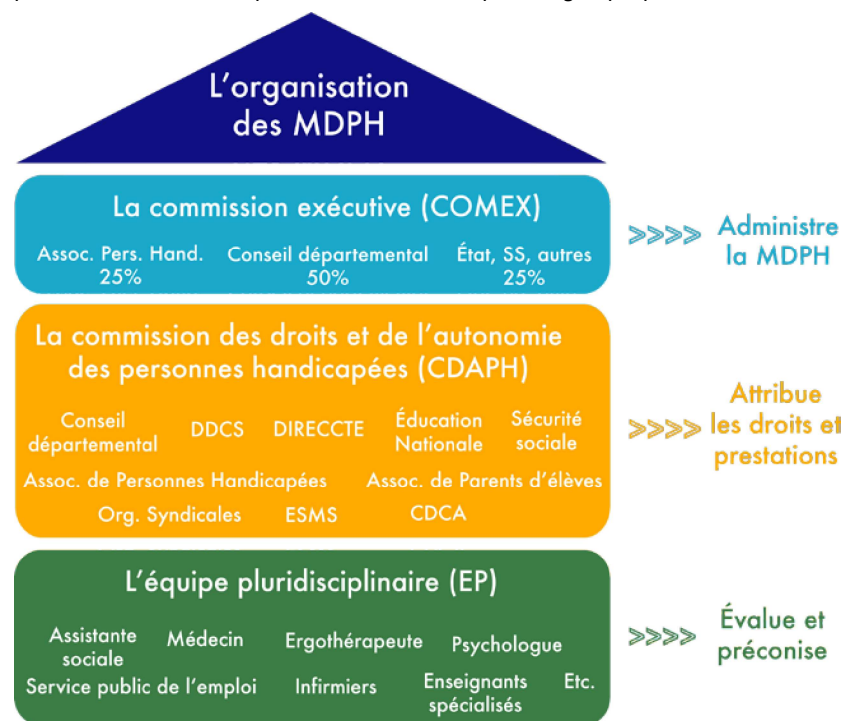 L'organisation
des MDPH
La commission exécutive (COMEX)
Assoc. Pers. Hand.
25%
Conseil départemental
50%
État, SS, autres
25%
>>>>
Administre
la MDPH
La commission des droits et de l'autonomie
des personnes handicapées (CDAPH)
Conseil
départemental
DDCS
DIRECCTE
Éducation
Nationale
Sécurité
sociale
Assoc. de Personnes Handicapées
Assoc. de Parents d'élèves
Org. Syndicales
ESMS
CDCA
>>>>
Attribue
les droits et
prestations
L'équipe pluridisciplinaire (EP)
Assistante
sociale
Médecin
Ergothérapeute
Psychologue
Service public de l'emploi
Infirmiers
Enseignants
spécialisés
Etc.
>>>>
Évalue et
préconise